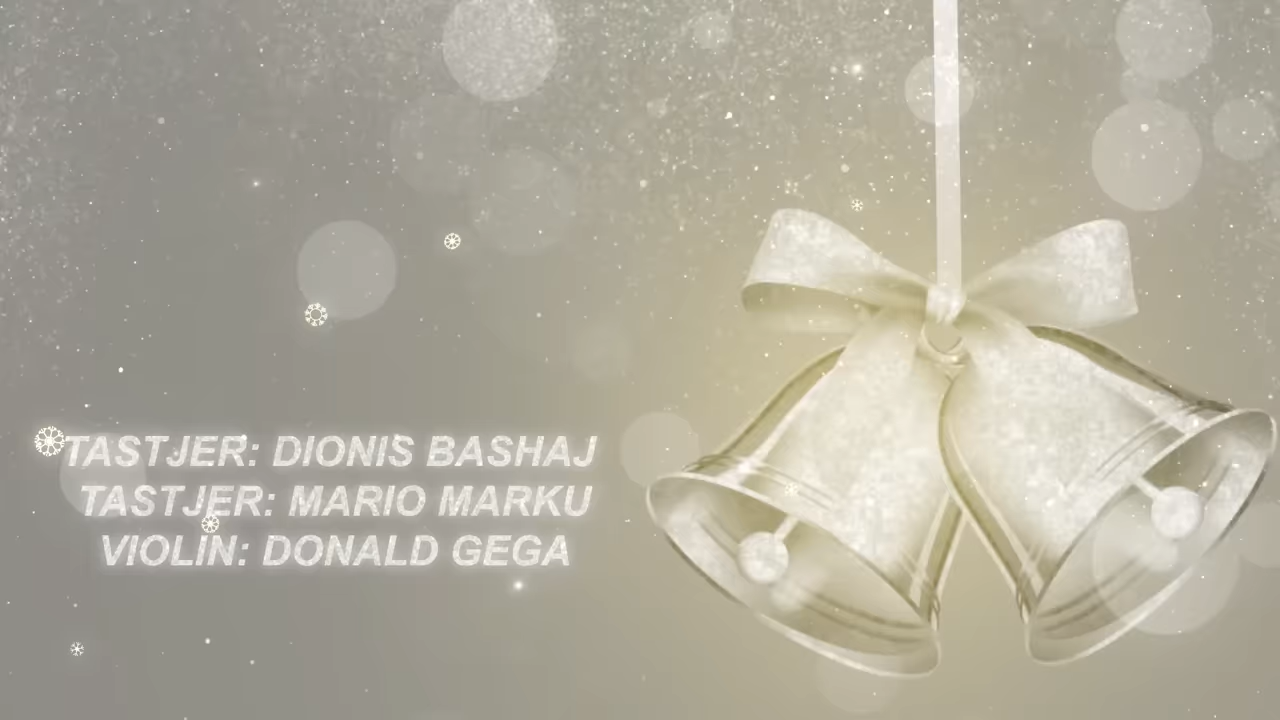 TASTJER: DIONIS BASHAJ
TASTJER: MARIO MARKU
VIOLIN: DONALD GEGA